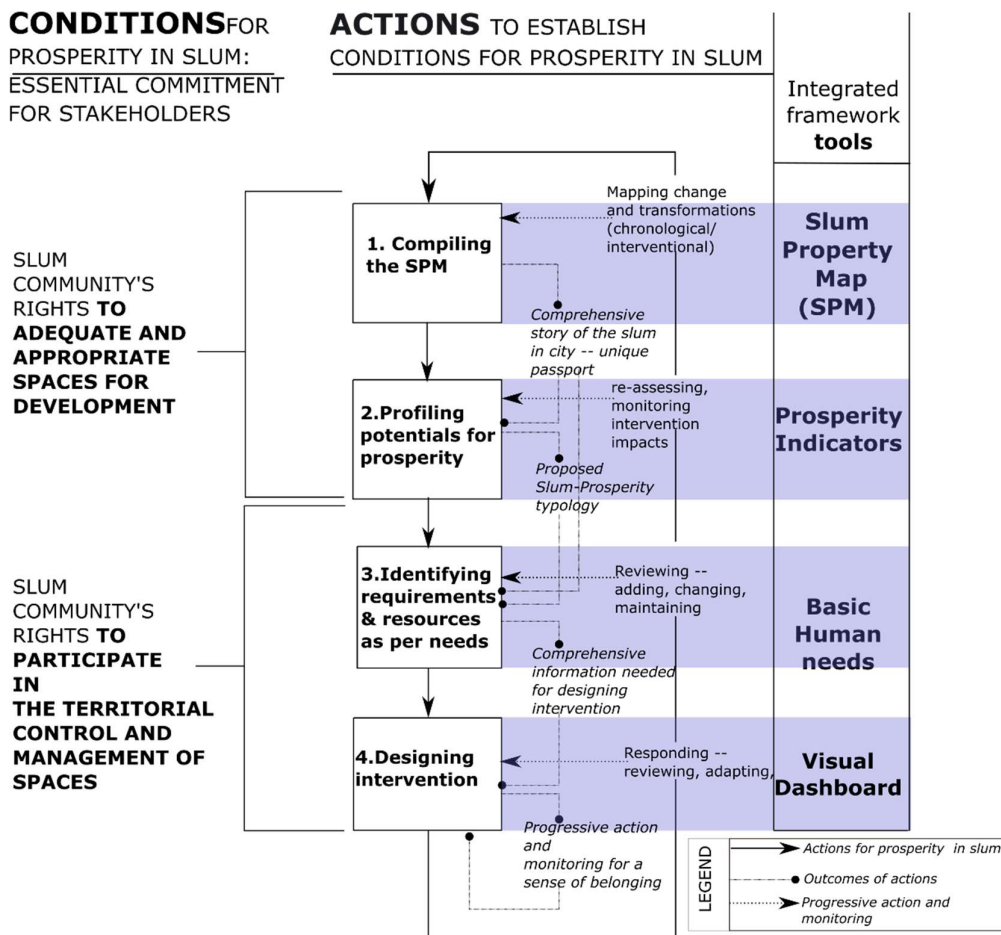 CONDITIONS FOR
PROSPERITY IN SLUM:
ESSENTIAL COMMITMENT
FOR STAKEHOLDERS
ACTIONS TO ESTABLISH
CONDITIONS FOR PROSPERITY IN SLUM
Integrated
framework
tools
SLUM
COMMUNITY'S
RIGHTS TO
ADEQUATE AND
APPROPRIATE
SPACES FOR
DEVELOPMENT
1. Compiling
the SPM
Mapping change
and transformations
(chronological/
interventional)
Slum
Property
Map
(SPM)
Comprehensive
story of the slum
in city -- unique
passport
2.Profiling
potentials for
prosperity
re-assessing,
monitoring
intervention
impacts
Prosperity
Indicators
Proposed
Slum-Prosperity
typology
SLUM
COMMUNITY'S
RIGHTS TO
PARTICIPATE
IN
THE TERRITORIAL
CONTROL AND
MANAGEMENT OF
SPACES
3.Identifying
requirements
& resources
as per needs
Reviewing --
adding, changing,
maintaining
Basic
Human
needs
Comprehensive
information needed
for designing
intervention
4.Designing
intervention
Responding --
reviewing, adapting,
Visual
Dashboard
Progressive action
and
monitoring for a
sense of belonging
LEGEND
Actions for prosperity in slum
Outcomes of actions
Progressive action and
monitoring